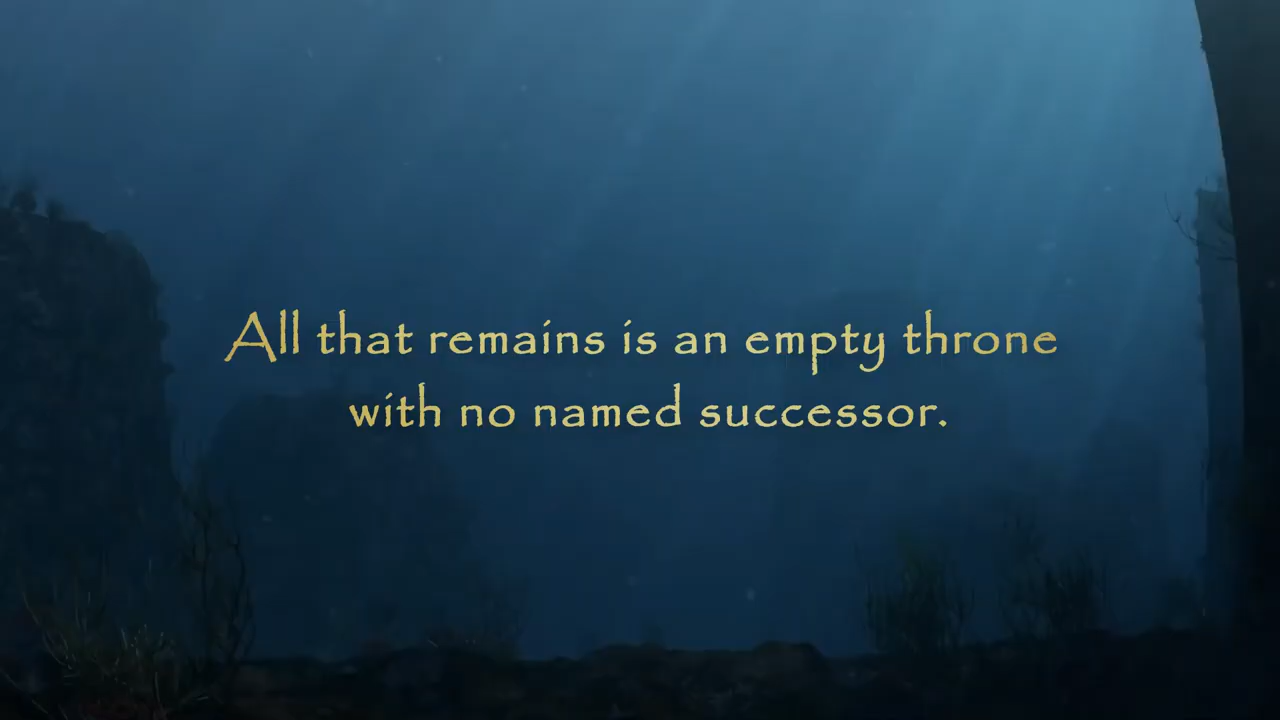 All that remains is an empty throne
with no named successor.